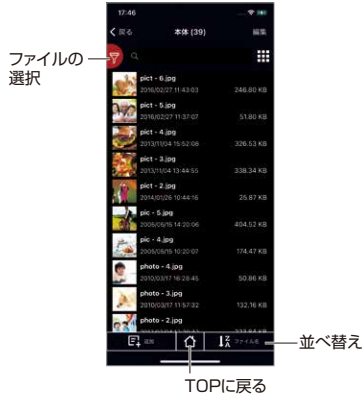 17:46
戻る 本体 (39) 編集
ファイルの
選択
pict - 6.jpg
2016/02/27 11:43:03 246.80 KB
pict - 5.jpg
2016/02/27 11:37:07 51.80 KB
pict - 4.jpg
2013/11/04 15:52:08 326.53 KB
pict - 3.jpg
2013/11/04 13:44:55 338.34 KB
pict - 2.jpg
2014/01/26 10:44:16 25.87 KB
pic - 5.jpg
2005/05/15 14:20:06 404.52 KB
pic - 4.jpg
2005/05/15 10:20:07 174.47 KB
photo - 4.jpg
2010/03/17 16:28:45 50.86 KB
photo - 3.jpg
2010/03/17 11:57:32 132.16 KB
photo - 2.jpg
追加 ファイル名
並べ替え
TOPに戻る